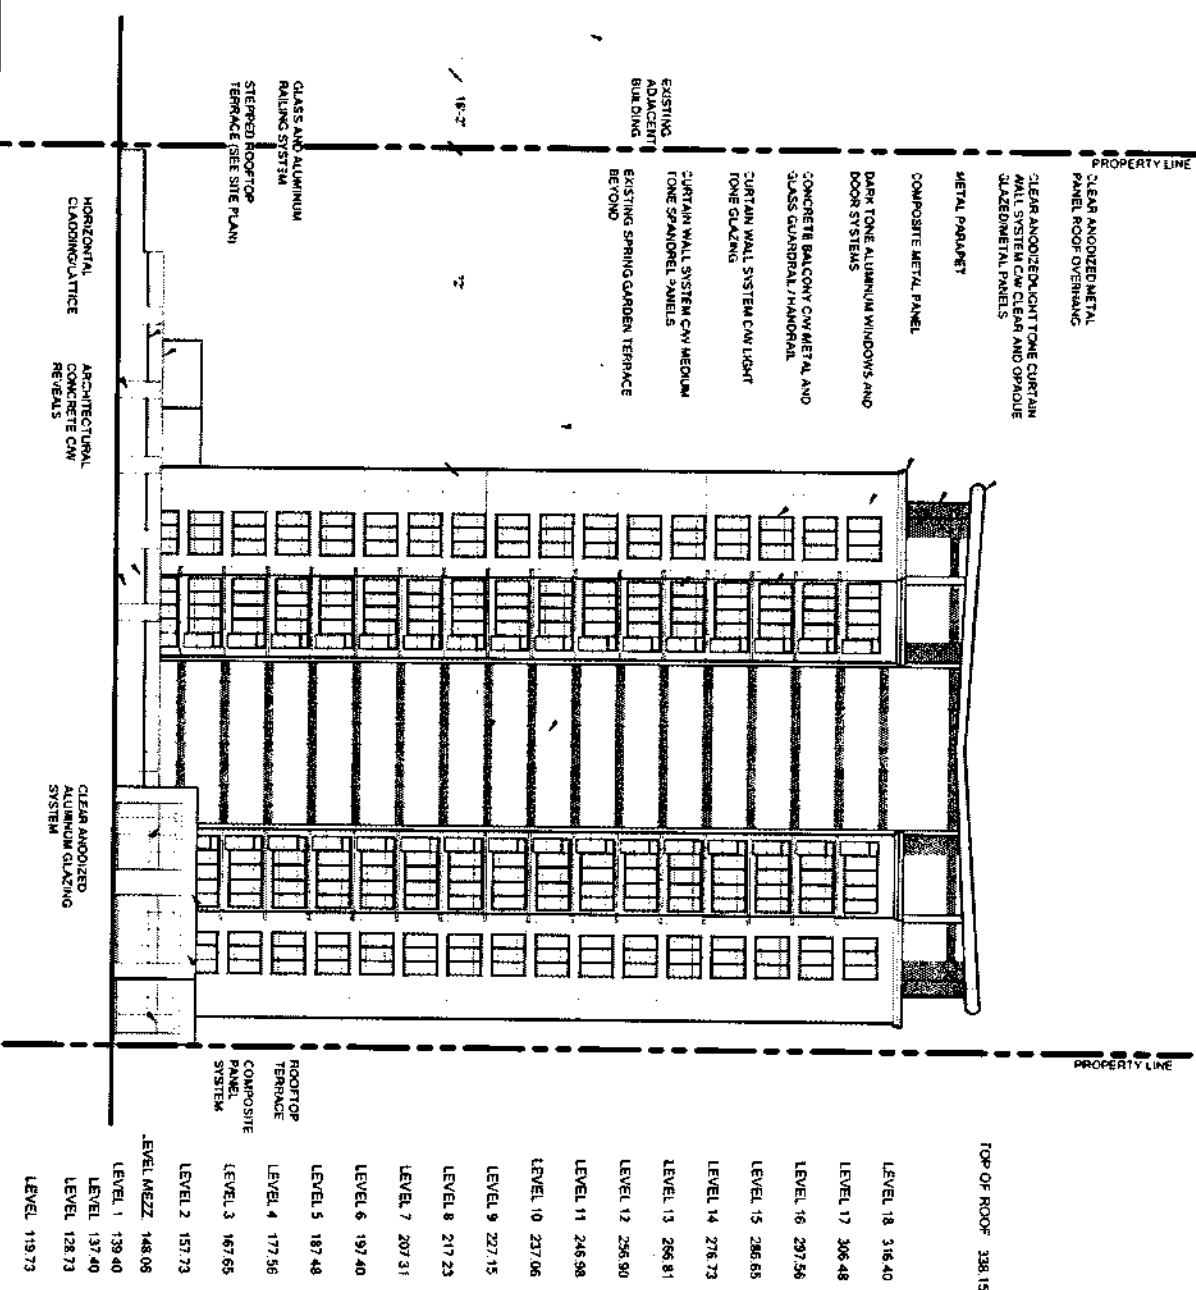 PROPERTY LINE
CLEAR ANODIZED METAL
PANEL ROOF OVERHANG
CLEAR ANODIZED/LIGHT TONE CURTAIN
WALL SYSTEM C/W CLEAR AND OPAQUE
GLAZED/METAL PANELS
METAL PARAPET
COMPOSITE METAL PANEL
DARK TONE ALUMINUM WINDOWS AND
DOOR SYSTEMS
CONCRETE BALCONY C/W METAL AND
GLASS GUARDRAIL / HANDRAIL
CURTAIN WALL SYSTEM C/W LIGHT
TONE GLAZING
CURTAIN WALL SYSTEM C/W MEDIUM
TONE SPANDREL PANELS
EXISTING SPRING GARDEN TERRACE
BEYOND
EXISTING
ADJACENT
BUILDING
16'-2"
72'
GLASS AND ALUMINUM
RAILING SYSTEM
STEPPED ROOFTOP
TERRACE (SEE SITE PLAN)
HORIZONTAL
CLADDING/LATTICE
ARCHITECTURAL
CONCRETE C/W
REVEALS
CLEAR ANODIZED
ALUMINUM GLAZING
SYSTEM
PROPERTY LINE
ROOFTOP
TERRACE
COMPOSITE
PANEL
SYSTEM
TOP OF ROOF 338.15
LEVEL 18 316.40
LEVEL 17 306.48
LEVEL 16 297.56
LEVEL 15 286.65
LEVEL 14 276.73
LEVEL 13 266.81
LEVEL 12 256.90
LEVEL 11 246.98
LEVEL 10 237.06
LEVEL 9 227.15
LEVEL 8 217.23
LEVEL 7 207.31
LEVEL 6 197.40
LEVEL 5 187.48
LEVEL 4 177.56
LEVEL 3 167.65
LEVEL 2 157.73
LEVEL MEZZ. 148.06
LEVEL 1 139.40
LEVEL 137.40
LEVEL 128.73
LEVEL 119.73